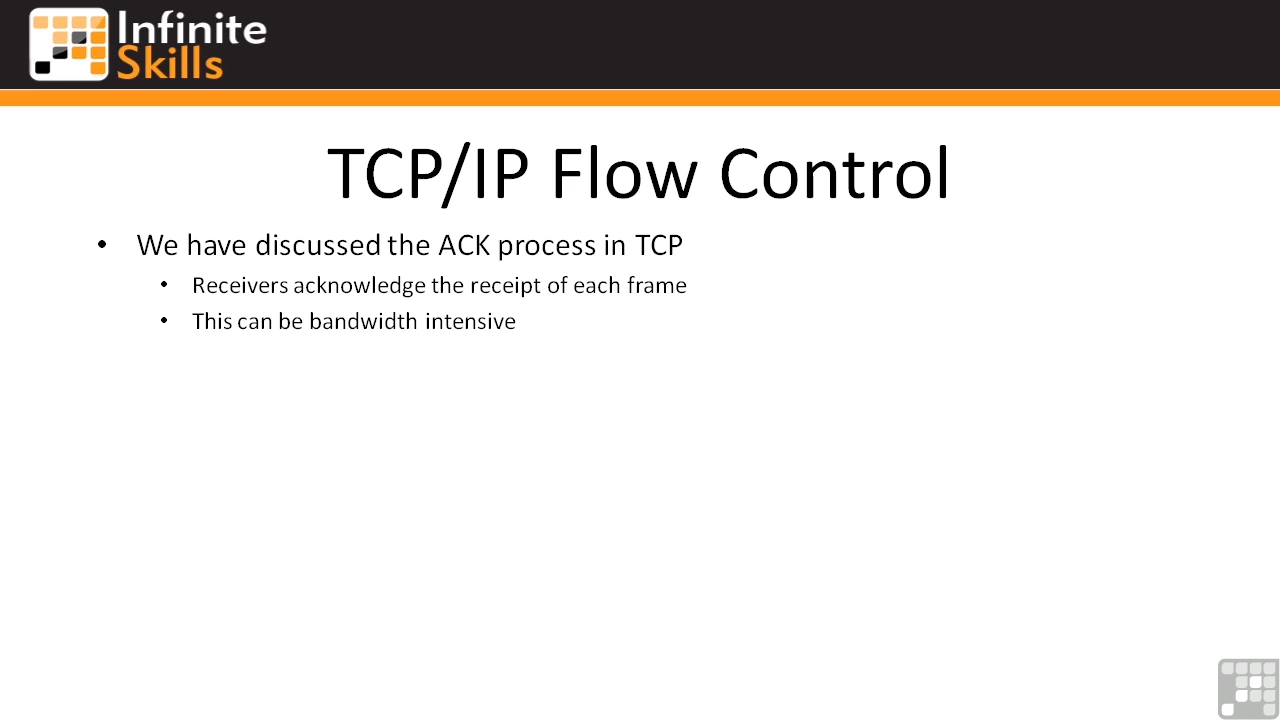 Infinite
Skills
TCP/IP Flow Control
• We have discussed the ACK process in TCP
• Receivers acknowledge the receipt of each frame
• This can be bandwidth intensive